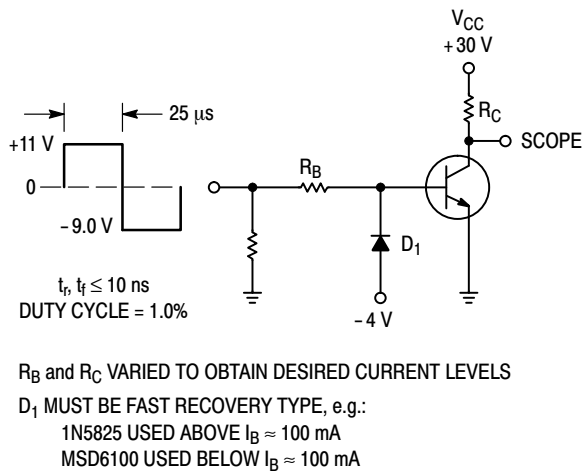 V_CC
+30 V
R_C
25 μs
SCOPE
+11 V
R_B
0
D_1
−9.0 V
−4 V
t_r, t_f ≤ 10 ns
DUTY CYCLE = 1.0%
R_B and R_C VARIED TO OBTAIN DESIRED CURRENT LEVELS
D_1 MUST BE FAST RECOVERY TYPE, e.g.:
1N5825 USED ABOVE I_B ≈ 100 mA
MSD6100 USED BELOW I_B ≈ 100 mA